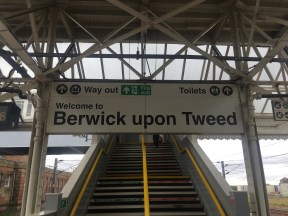 Way out Toilets
Welcome to
Berwick upon Tweed